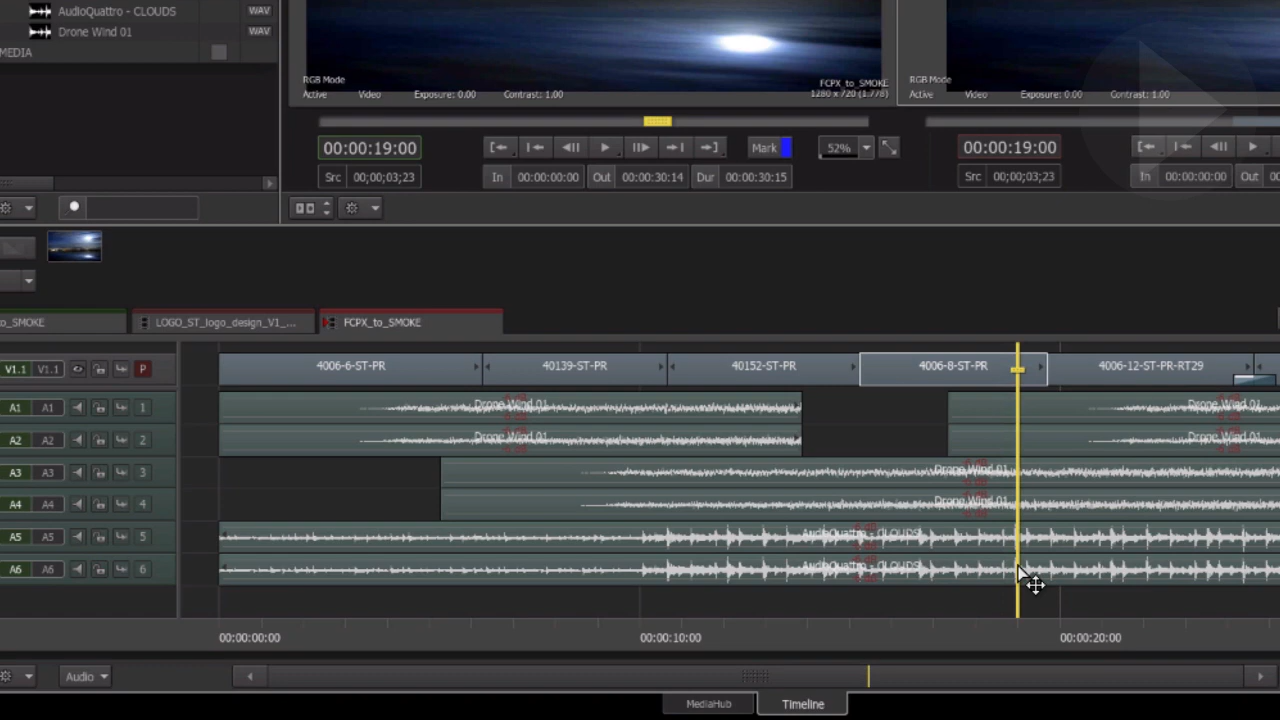 AudioQuattro - CLOUDS WAV
Drone Wind 01 WAV
MEDIA
RGB Mode
Active Video Exposure: 0.00 Contrast: 1.00
FCPX_to_SMOKE
1280 x 720 (1.778)
RGB Mode
Active Video Exposure: 0.00 Contrast: 1.00
00:00:19:00 Mark 52% 00:00:19:00
Src 00;00;03;23 In 00:00:00:00 Out 00:00:30:14 Dur 00:00:30:15 Src 00;00;03;23 In 00:00:00:00 Out
o_SMOKE LOGO_ST_logo_design_V1_... FCPX_to_SMOKE
V1.1 V1.1 P 4006-6-ST-PR 40139-ST-PR 40152-ST-PR 4006-8-ST-PR 4006-12-ST-PR-RT29
A1 A1 1 Drone Wind 01 Drone Wind 01
A2 A2 2 Drone Wind 01 Drone Wind 01
A3 A3 3 Drone Wind 01
A4 A4 4 Drone Wind 01
A5 A5 5 AudioQuattro - CLOUDS
A6 A6 6 AudioQuattro - CLOUDS
00:00:00:00 00:00:10:00 00:00:20:00
Audio
MediaHub Timeline